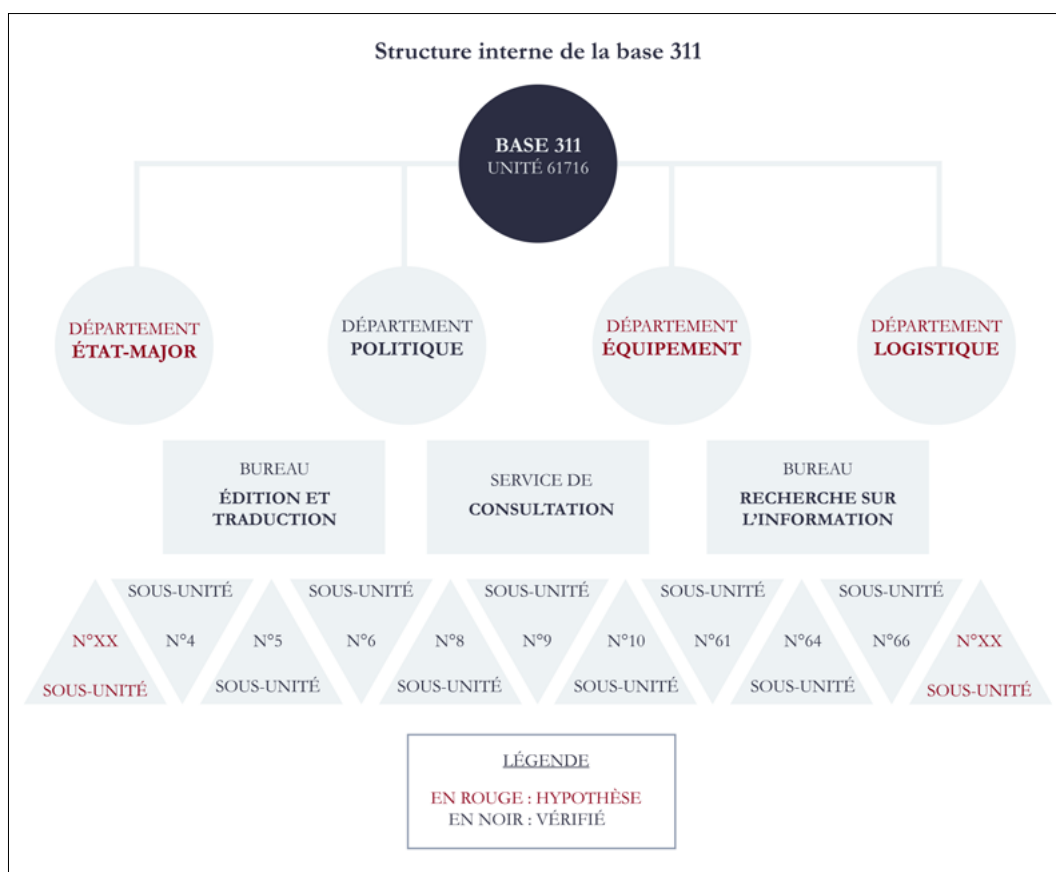 Structure interne de la base 311
BASE 311
UNITÉ 61716
DÉPARTEMENT
ÉTAT-MAJOR
DÉPARTEMENT
POLITIQUE
DÉPARTEMENT
ÉQUIPEMENT
DÉPARTEMENT
LOGISTIQUE
BUREAU
ÉDITION ET
TRADUCTION
SERVICE DE
CONSULTATION
BUREAU
RECHERCHE SUR
L'INFORMATION
N°XX
SOUS-UNITÉ
SOUS-UNITÉ
N°4
N°5
SOUS-UNITÉ
SOUS-UNITÉ
N°6
N°8
SOUS-UNITÉ
SOUS-UNITÉ
N°9
N°10
SOUS-UNITÉ
SOUS-UNITÉ
N°61
N°64
SOUS-UNITÉ
SOUS-UNITÉ
N°66
N°XX
SOUS-UNITÉ
LÉGENDE
EN ROUGE : HYPOTHÈSE
EN NOIR : VÉRIFIÉ